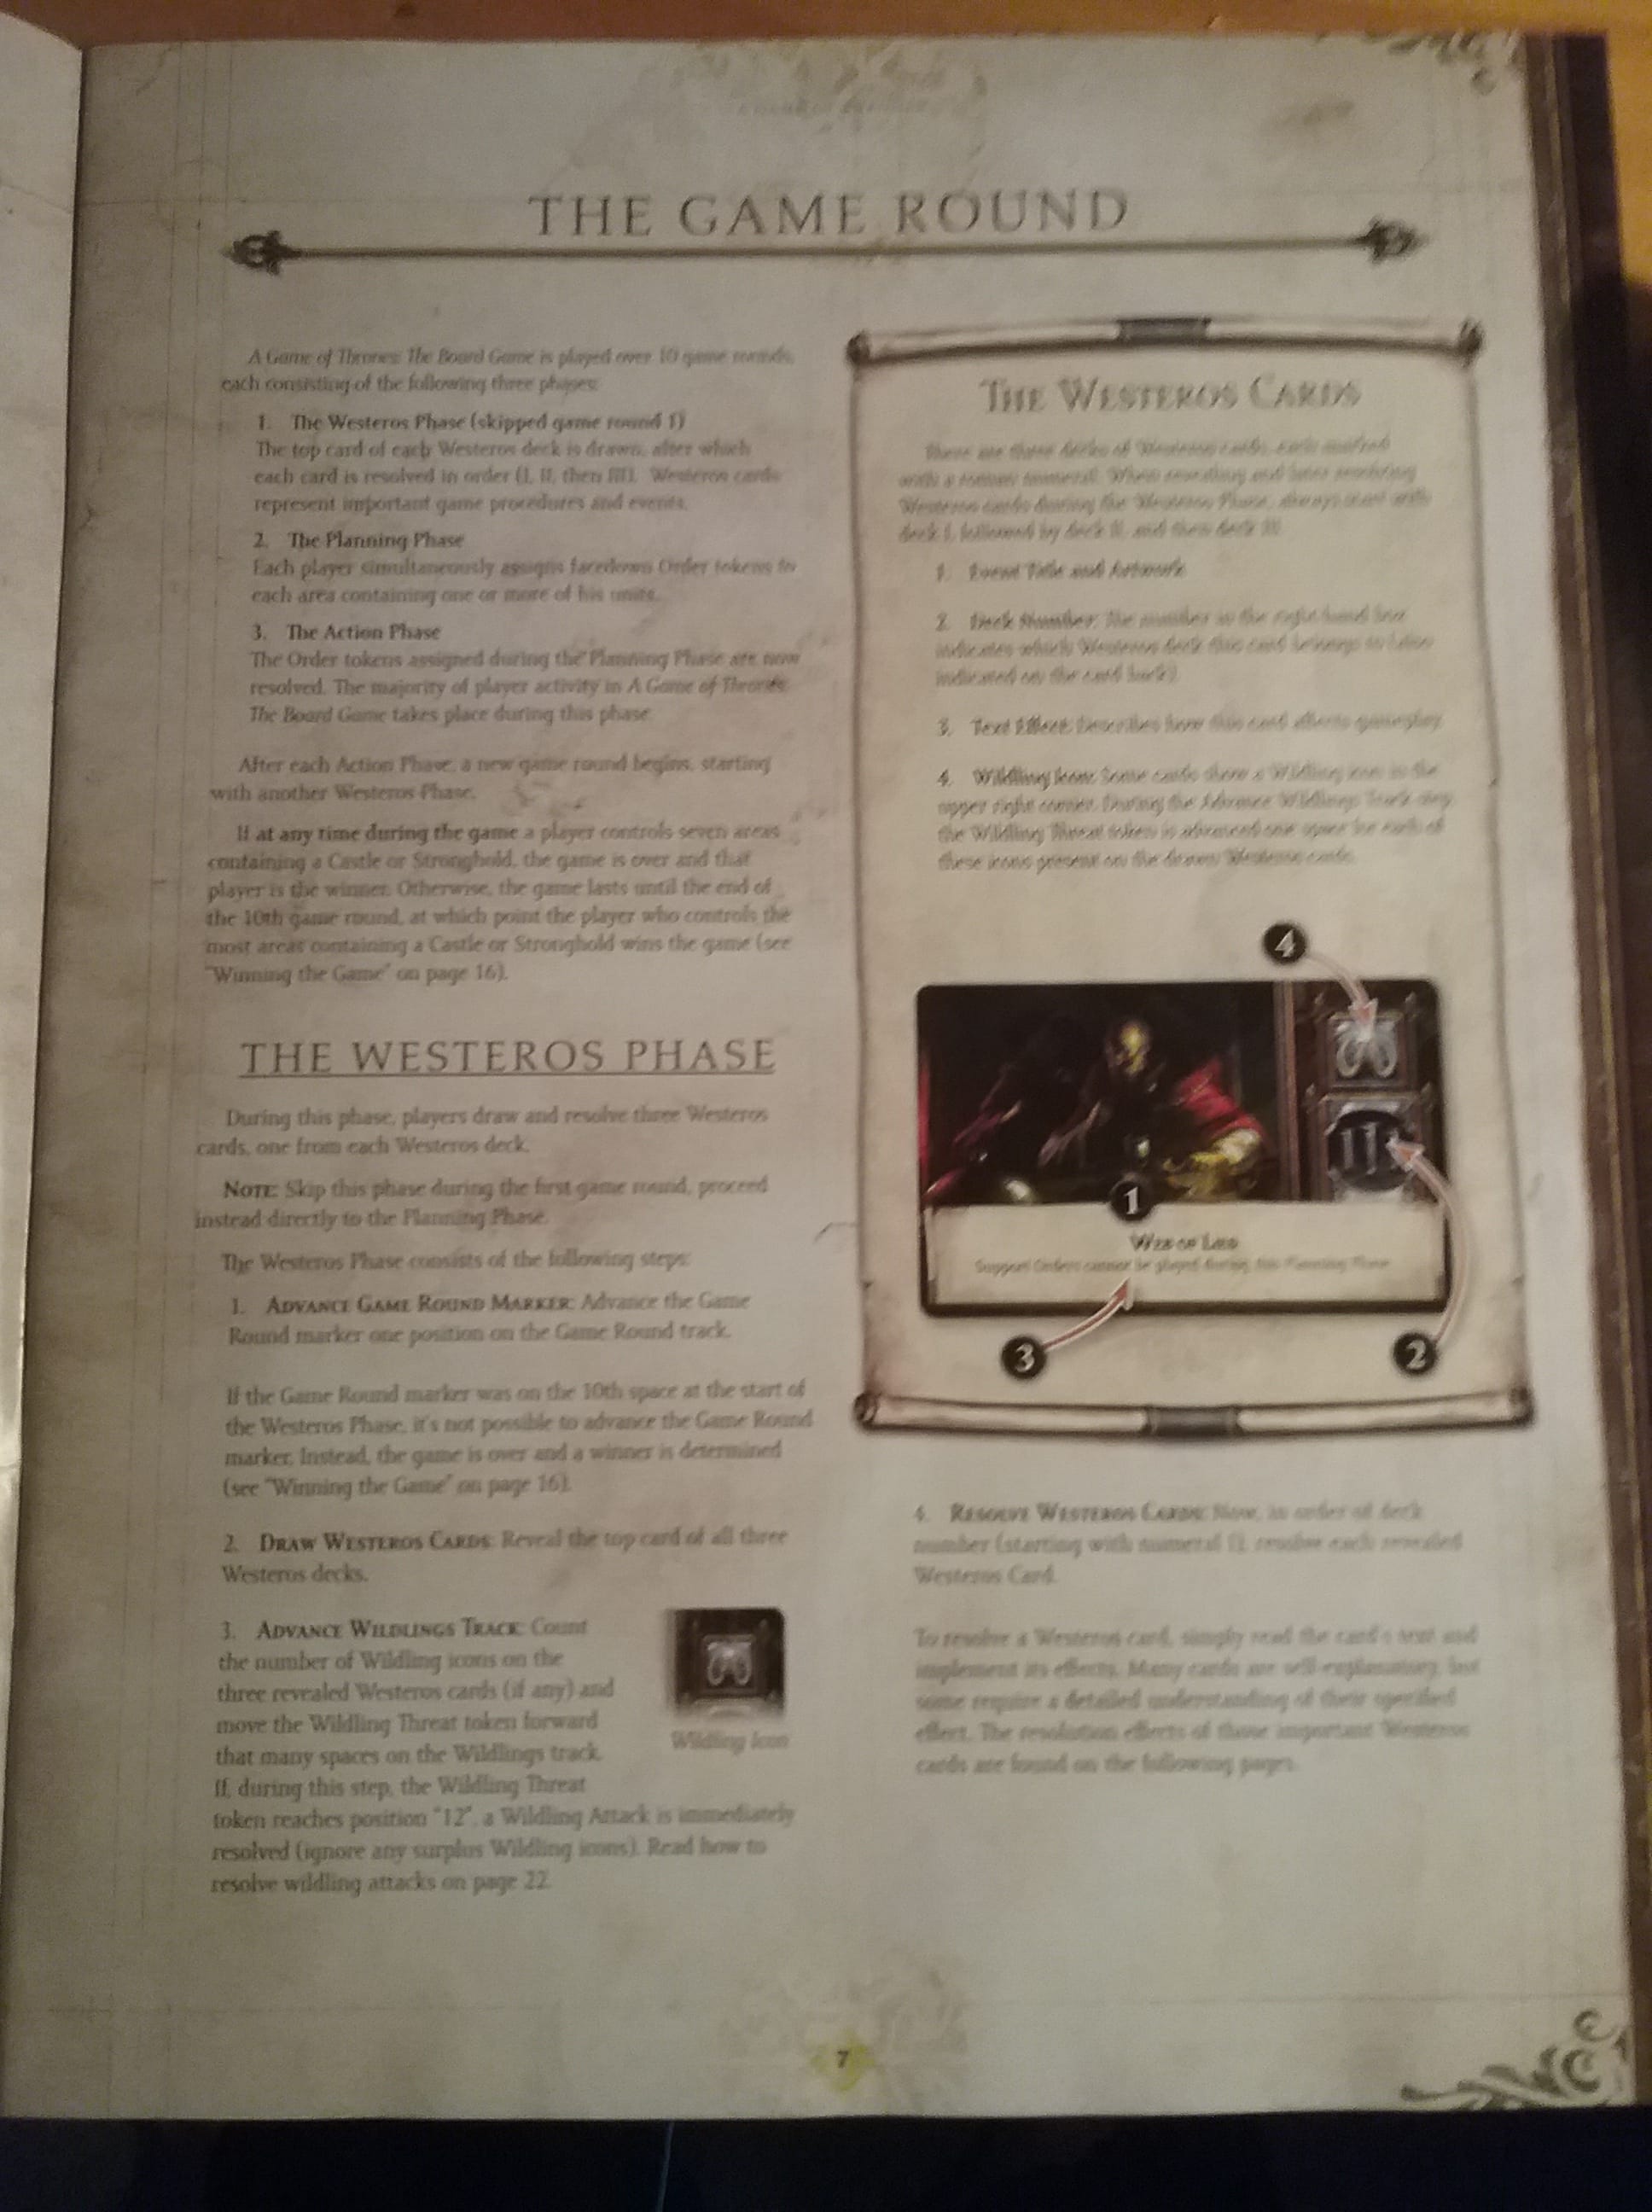 THE GAME ROUND
A Game of Thrones: The Board Game is played over 10 game rounds,
each consisting of the following three phases:
1. The Westeros Phase (skipped game round 1)
The top card of each Westeros deck is drawn, after which
each card is resolved in order (I, II, then III). Westeros cards
represent important game procedures and events.
2. The Planning Phase
Each player simultaneously assigns facedown Order tokens to
each area containing one or more of his units.
3. The Action Phase
The Order tokens assigned during the Planning Phase are now
resolved. The majority of player activity in A Game of Thrones:
The Board Game takes place during this phase.
After each Action Phase, a new game round begins, starting
with another Westeros Phase.
If at any time during the game a player controls seven areas
containing a Castle or Stronghold, the game is over and that
player is the winner. Otherwise, the game lasts until the end of
the 10th game round, at which point the player who controls the
most areas containing a Castle or Stronghold wins the game (see
"Winning the Game" on page 16).
THE WESTEROS PHASE
During this phase, players draw and resolve three Westeros
cards, one from each Westeros deck.
NOTE: Skip this phase during the first game round, proceed
instead directly to the Planning Phase.
The Westeros Phase consists of the following steps:
1. ADVANCE GAME ROUND MARKER: Advance the Game
Round marker one position on the Game Round track.
If the Game Round marker was on the 10th space at the start of
the Westeros Phase, it's not possible to advance the Game Round
marker. Instead, the game is over and a winner is determined
(see "Winning the Game" on page 16).
2. DRAW WESTEROS CARDS: Reveal the top card of all three
Westeros decks.
3. ADVANCE WILDLINGS TRACK: Count
the number of Wildling icons on the
three revealed Westeros cards (if any) and
move the Wildling Threat token forward
that many spaces on the Wildlings track.
If, during this step, the Wildling Threat
token reaches position "12", a Wildling Attack is immediately
resolved (ignore any surplus Wildling icons). Read how to
resolve wildling attacks on page 22.
Wildling Icon
THE WESTEROS CARDS
There are three decks of Westeros cards, each marked
with a roman numeral. When revealing and later resolving
Westeros cards during the Westeros Phase, always start with
deck I, followed by deck II, and then deck III.
1. Event Title and Artwork
2. Deck Number: The number in the right hand box
indicates which Westeros deck this card belongs to (also
indicated on the card back).
3. Text Effect: Describes how this card affects gameplay.
4. Wildling Icon: Some cards show a Wildling icon in the
upper right corner. During the Advance Wildlings Track step
the Wildling Threat token is advanced one space for each of
these icons present on the drawn Westeros cards.
4
III
1
WEB OF LIES
Support Orders cannot be played during this Planning Phase.
3
2
4. RESOLVE WESTEROS CARDS: Now, in order of deck
number (starting with numeral I), resolve each revealed
Westeros Card.
To resolve a Westeros card, simply read the card's text and
implement its effects. Many cards are self-explanatory, but
some require a detailed understanding of their specified
effect. The resolution effects of those important Westeros
cards are found on the following pages.
7